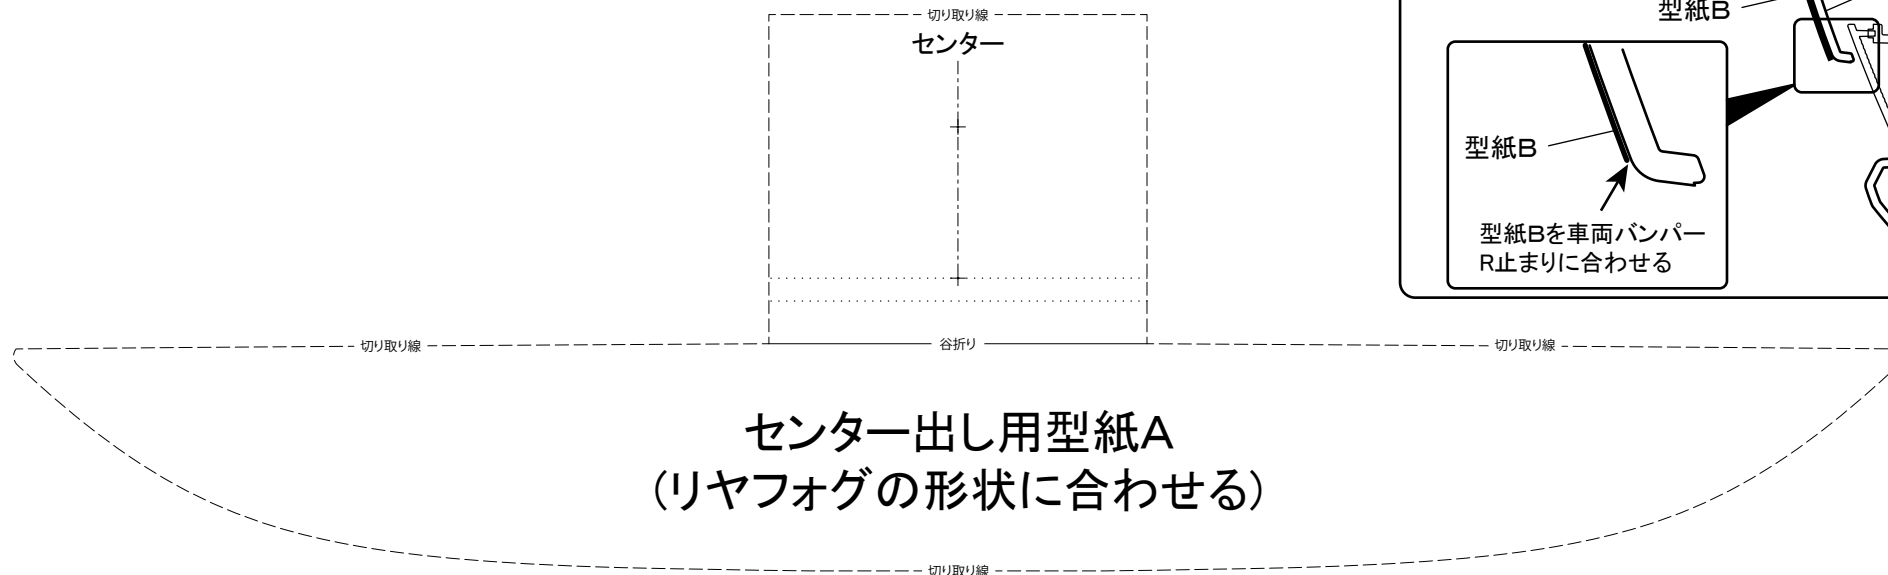 切り取り線
センター
切り取り線
谷折り
切り取り線
センター出し用型紙A
(リヤフォグの形状に合わせる)
切り取り線
型紙B
型紙B
型紙Bを車両バンパー
R止まりに合わせる